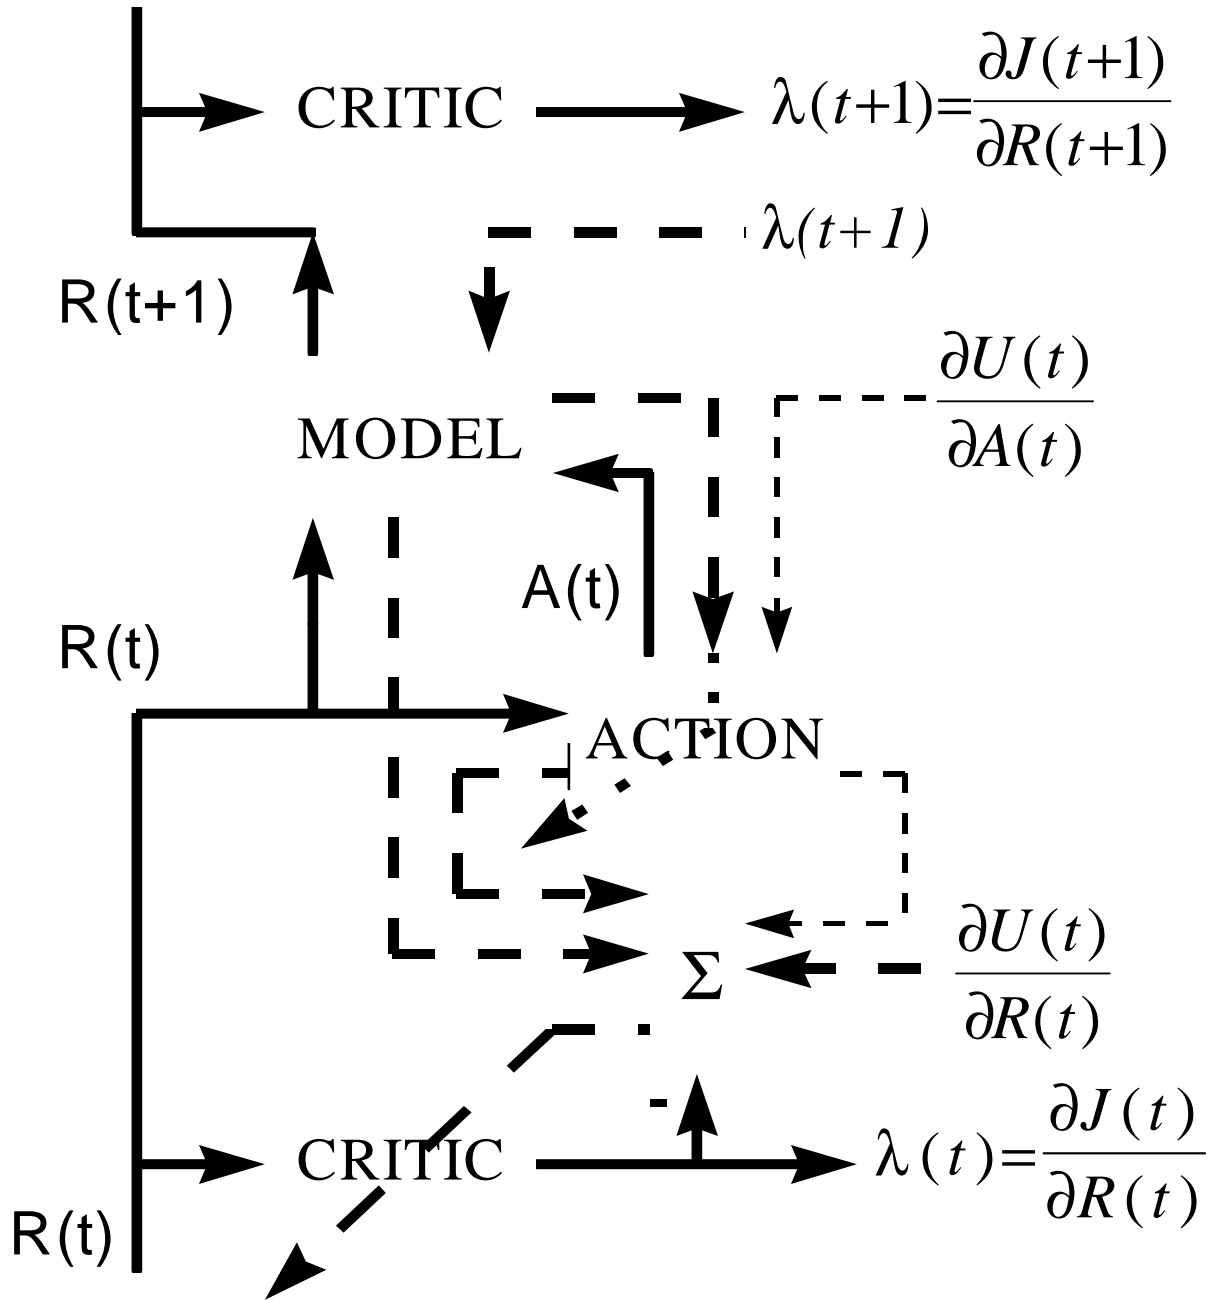 CRITIC
λ(t+1)=∂J(t+1)/∂R(t+1)
λ(t+1)
R(t+1)
∂U(t)/∂A(t)
MODEL
A(t)
R(t)
ACTION
∂U(t)/∂R(t)
Σ
-
CRITIC
λ(t)=∂J(t)/∂R(t)
R(t)